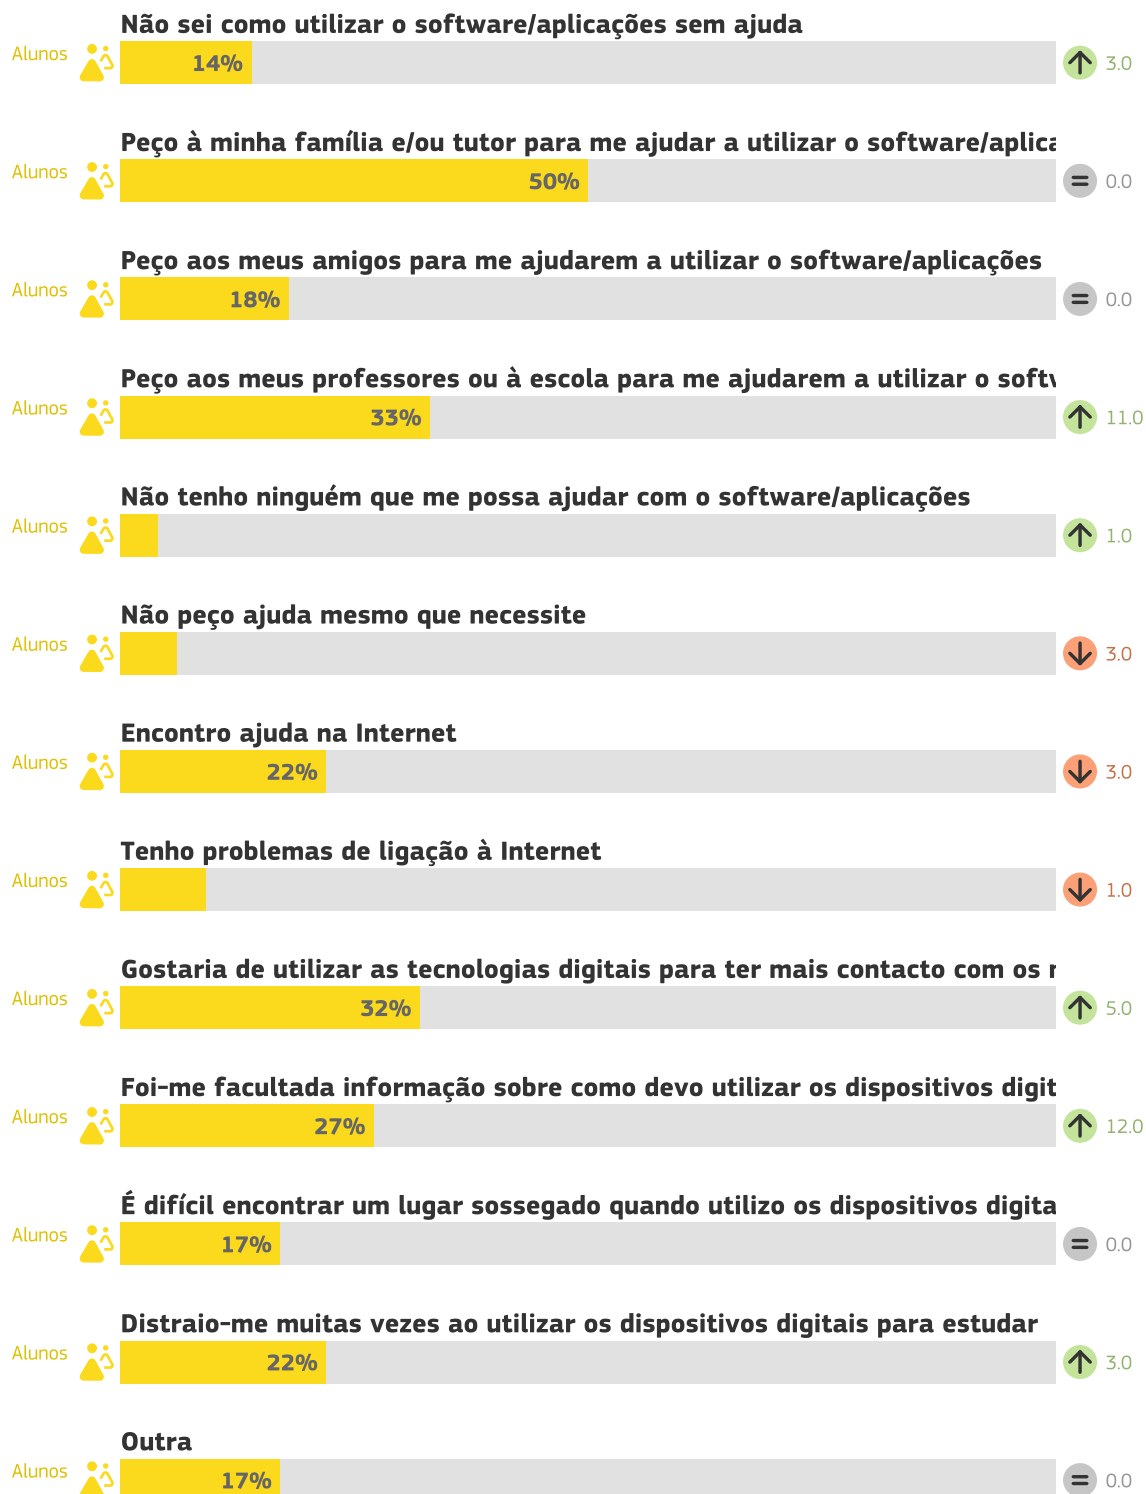 Não sei como utilizar o software/aplicações sem ajuda
Alunos 14% 3.0
Peço à minha família e/ou tutor para me ajudar a utilizar o software/aplica
Alunos 50% = 0.0
Peço aos meus amigos para me ajudarem a utilizar o software/aplicações
Alunos 18% = 0.0
Peço aos meus professores ou à escola para me ajudarem a utilizar o soft
Alunos 33% 11.0
Não tenho ninguém que me possa ajudar com o software/aplicações
Alunos 1.0
Não peço ajuda mesmo que necessite
Alunos 3.0
Encontro ajuda na Internet
Alunos 22% 3.0
Tenho problemas de ligação à Internet
Alunos 1.0
Gostaria de utilizar as tecnologias digitais para ter mais contacto com os
Alunos 32% 5.0
Foi-me facultada informação sobre como devo utilizar os dispositivos digit
Alunos 27% 12.0
É difícil encontrar um lugar sossegado quando utilizo os dispositivos digita
Alunos 17% = 0.0
Distraio-me muitas vezes ao utilizar os dispositivos digitais para estudar
Alunos 22% 3.0
Outra
Alunos 17% = 0.0